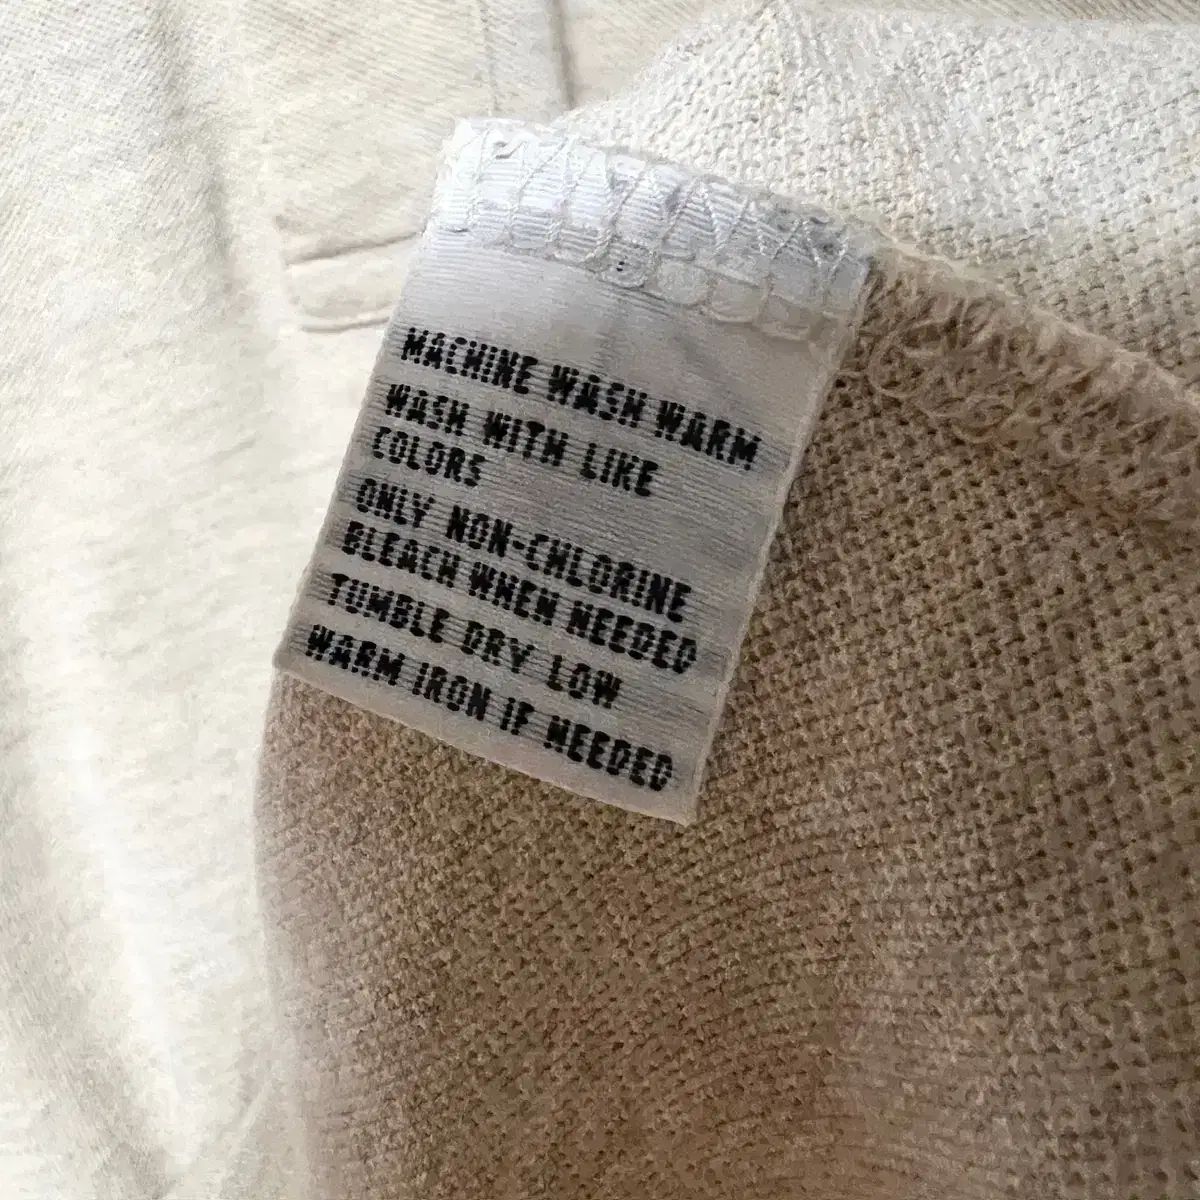 MACHINE WASH WARM
WASH WITH LIKE
COLORS
ONLY NON-CHLORINE
BLEACH WHEN NEEDED
TUMBLE DRY LOW
WARM IRON IF NEEDED